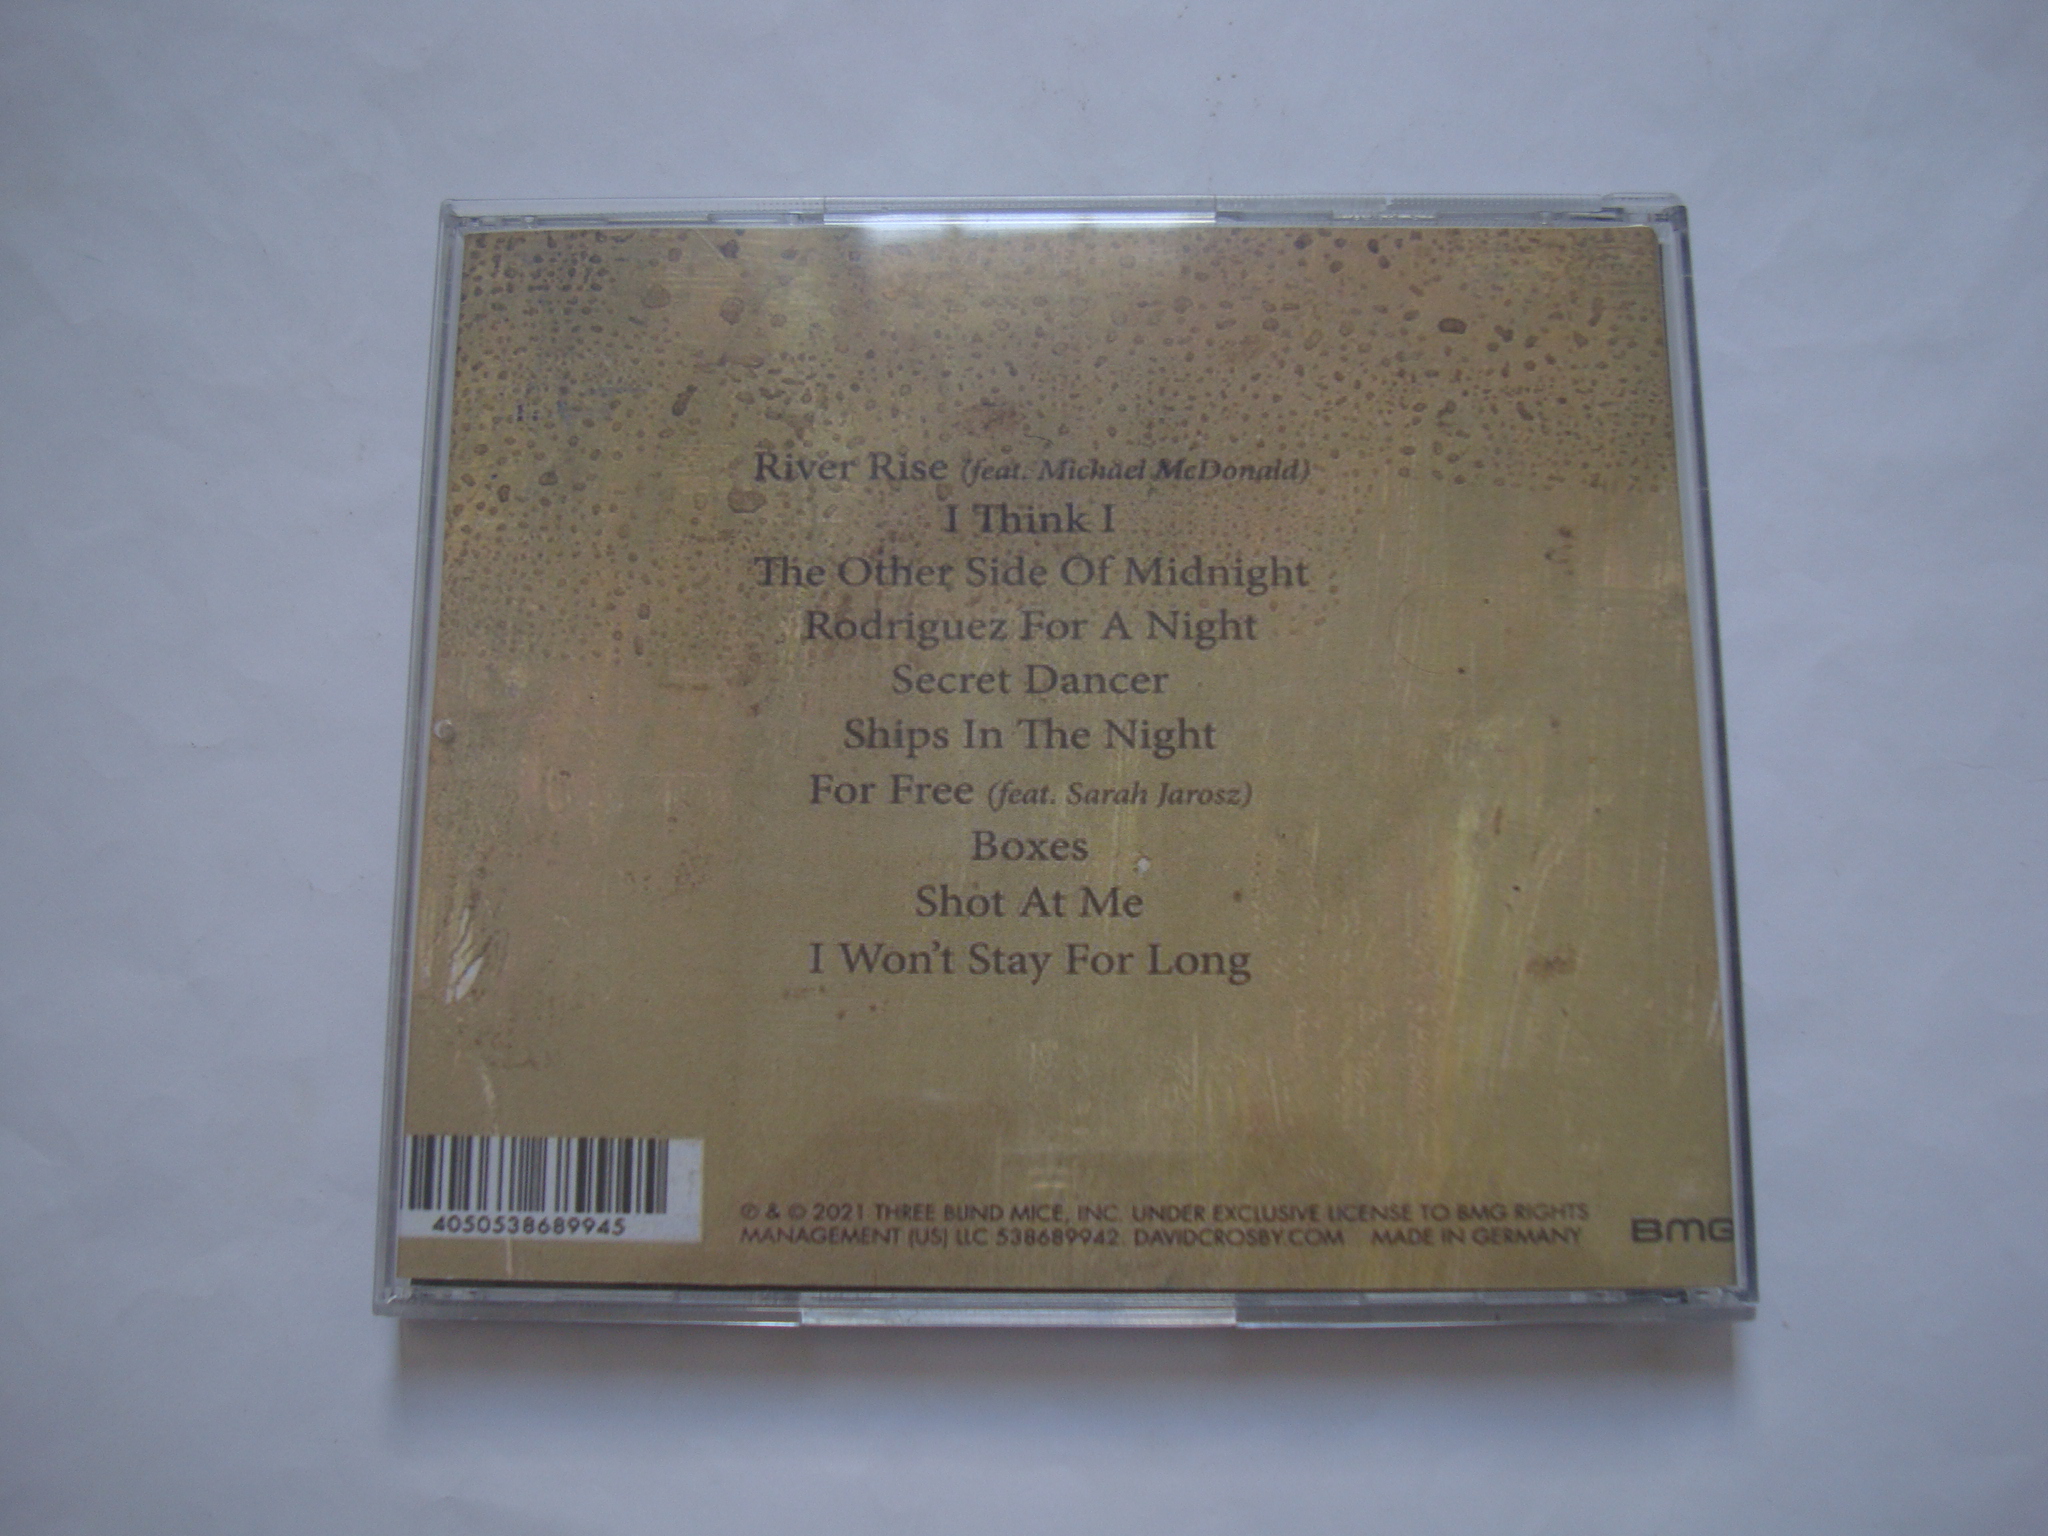 River Rise (feat. Michael McDonald)
I Think I
The Other Side Of Midnight
Rodriguez For A Night
Secret Dancer
Ships In The Night
For Free (feat. Sarah Jarosz)
Boxes
Shot At Me
I Won't Stay For Long
4050538689945
℗ & © 2021 THREE BLIND MICE, INC. UNDER EXCLUSIVE LICENSE TO BMG RIGHTS
MANAGEMENT (US) LLC 538689942. DAVIDCROSBY.COM MADE IN GERMANY
BMG